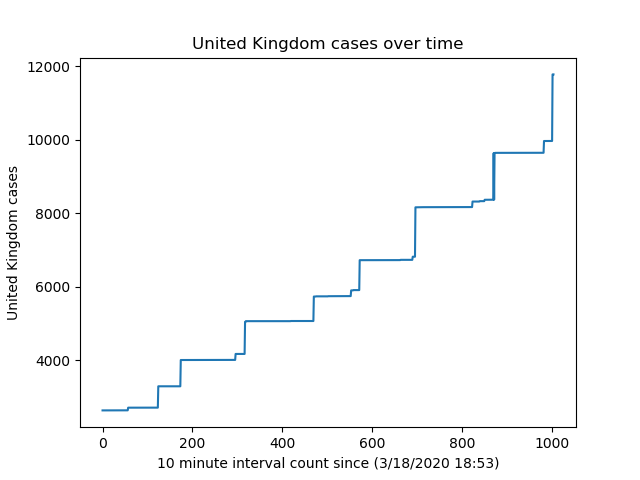 United Kingdom cases over time
12000
10000
8000
6000
4000
United Kingdom cases
0 200 400 600 800 1000
10 minute interval count since (3/18/2020 18:53)